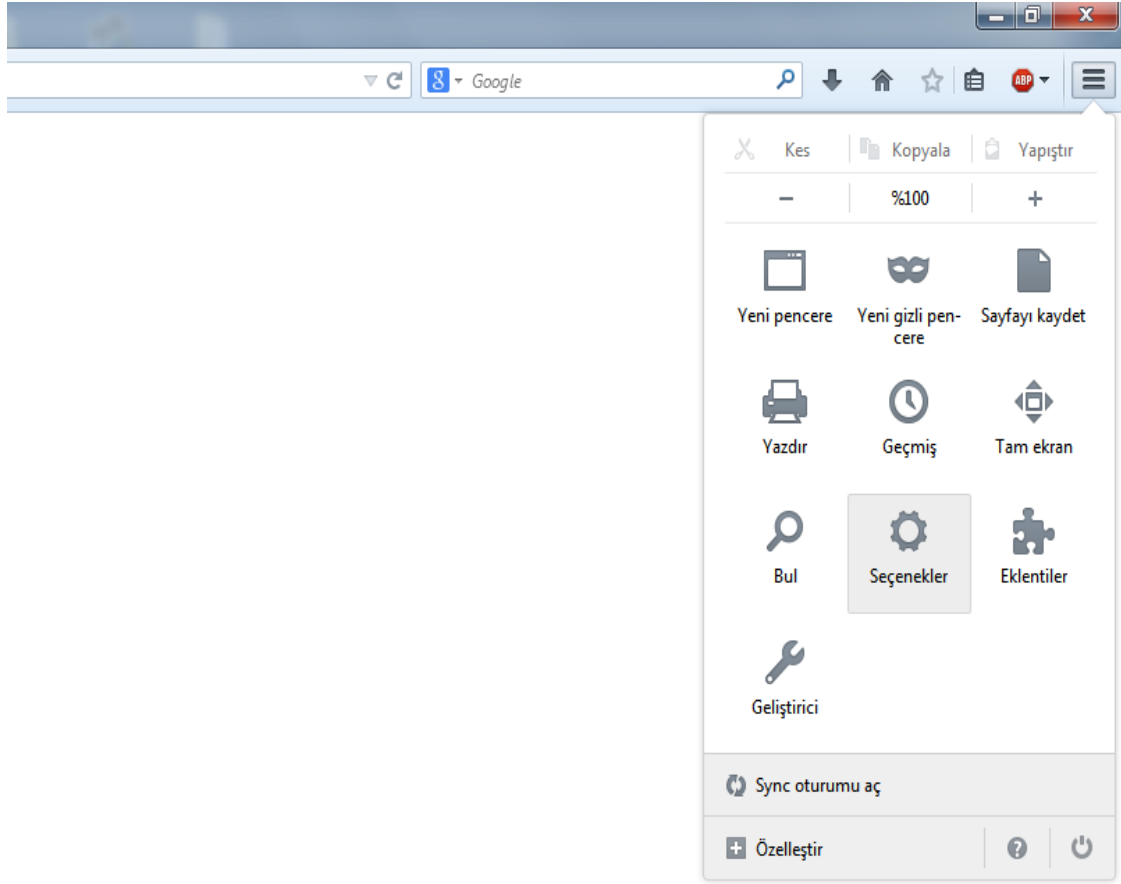 8 Google ABP
Kes Kopyala Yapıştır
− %100 +
Yeni pencere Yeni gizli pen- Sayfayı kaydet
cere
Yazdır Geçmiş Tam ekran
Bul Seçenekler Eklentiler
Geliştirici
Sync oturumu aç
Özelleştir ?